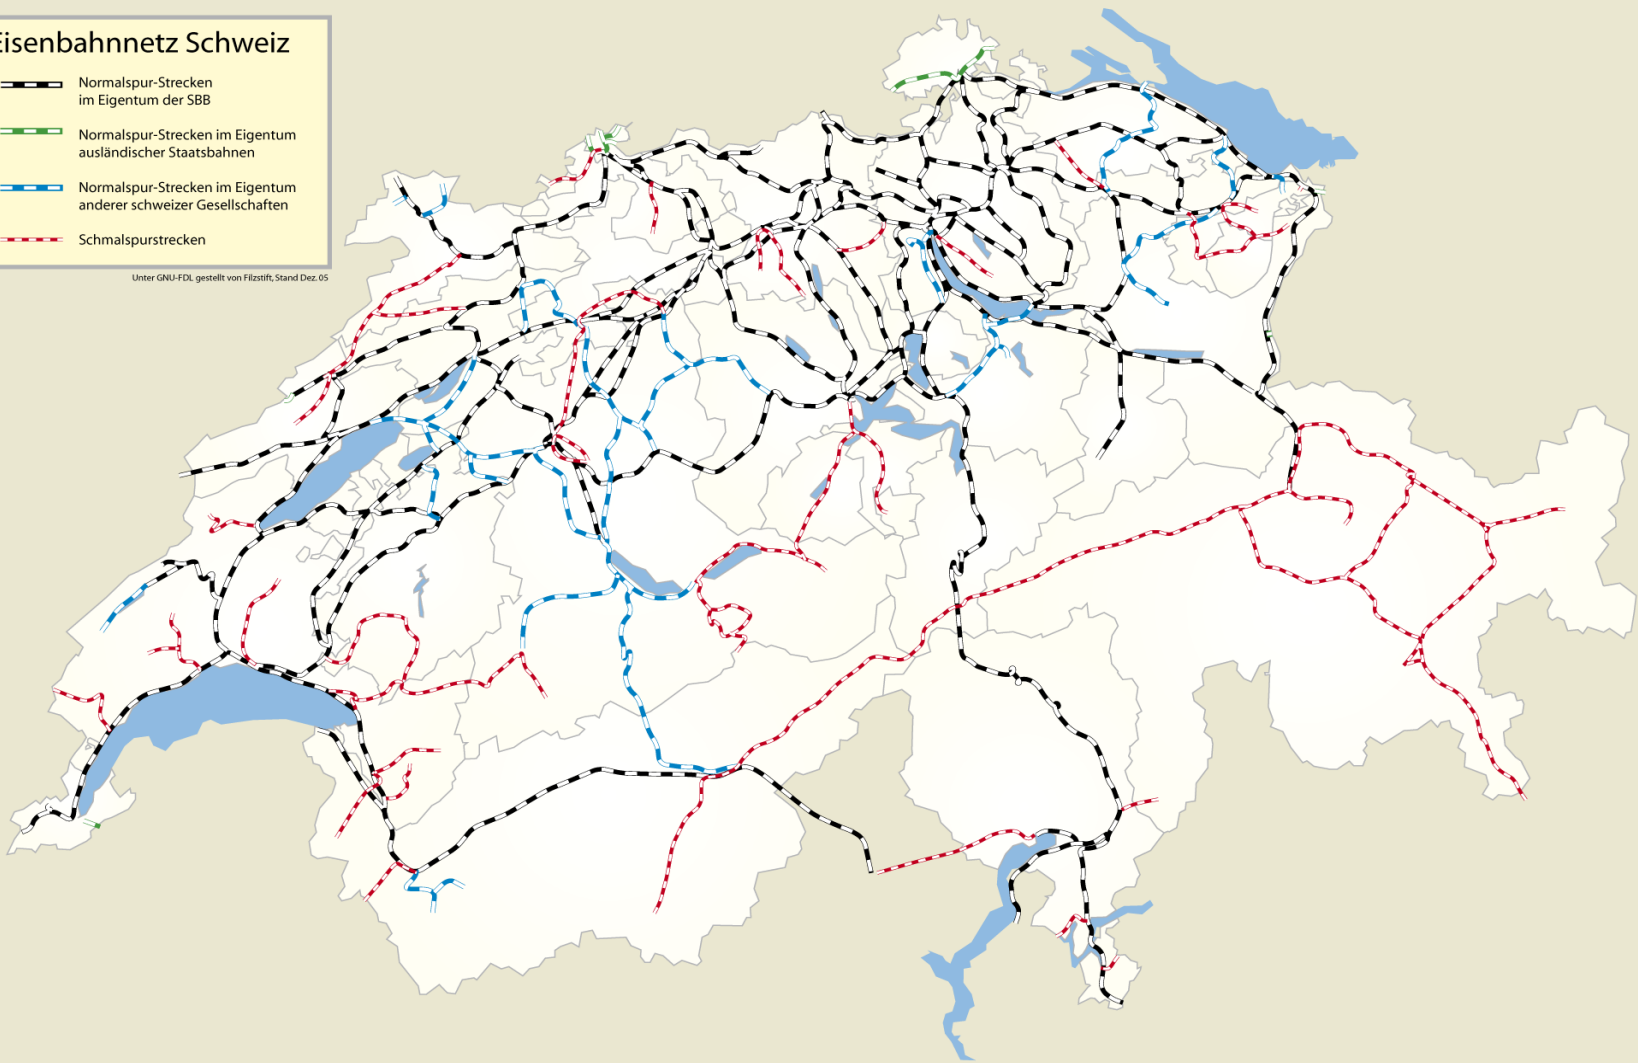 Eisenbahnnetz Schweiz
Normalspur-Strecken
im Eigentum der SBB
Normalspur-Strecken im Eigentum
ausländischer Staatsbahnen
Normalspur-Strecken im Eigentum
anderer schweizer Gesellschaften
Schmalspurstrecken
Unter GNU-FDL gestellt von Filzstift, Stand Dez. 05